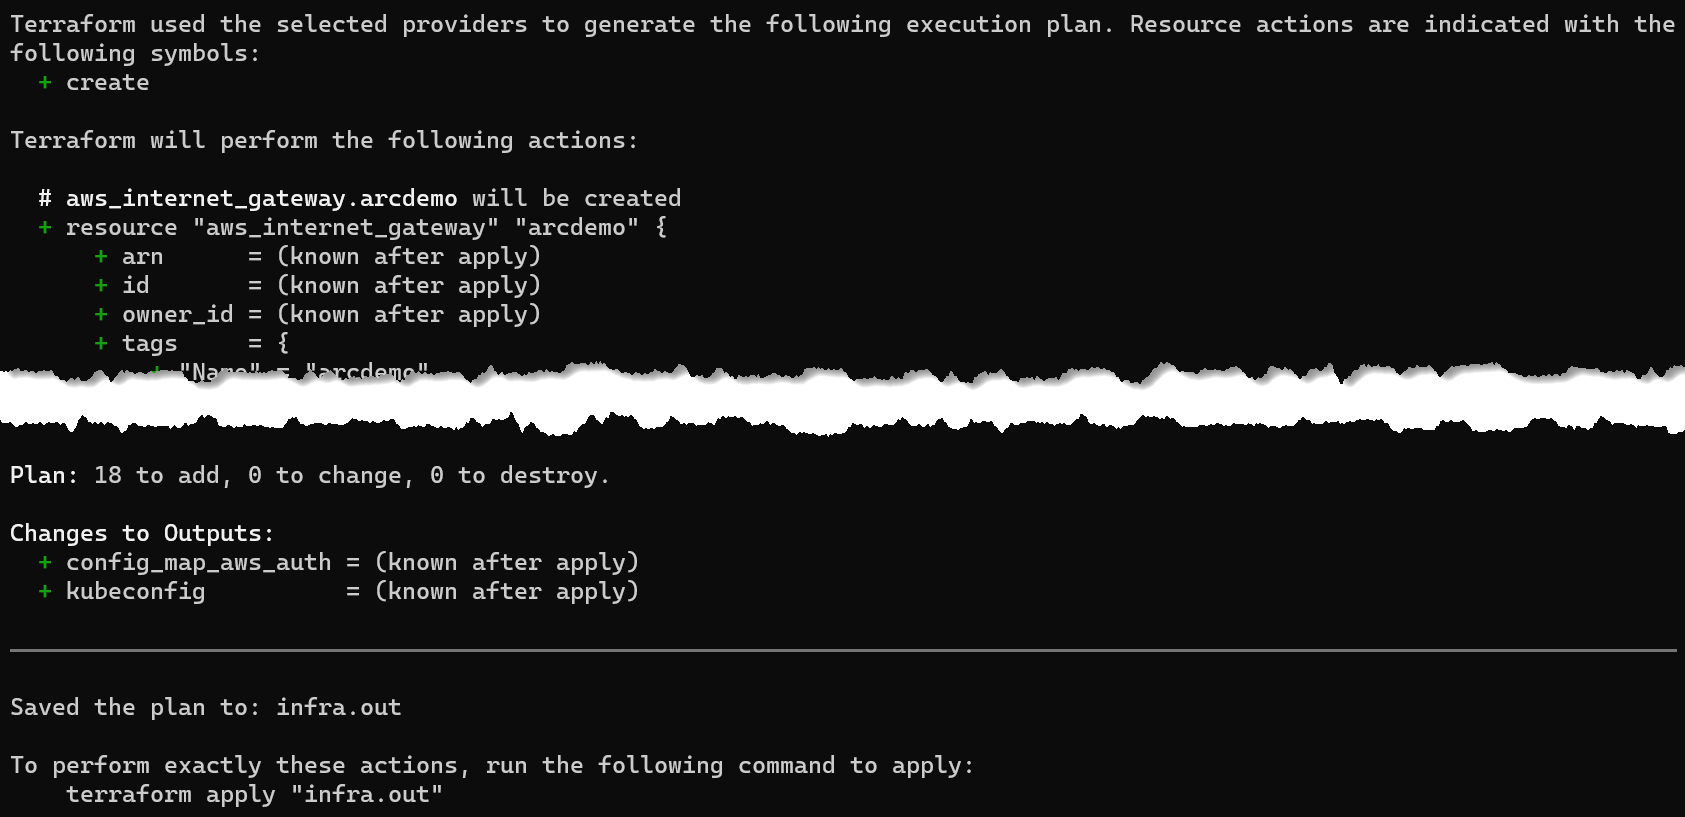 Terraform used the selected providers to generate the following execution plan. Resource actions are indicated with the
following symbols:
  + create

Terraform will perform the following actions:

  # aws_internet_gateway.arcdemo will be created
  + resource "aws_internet_gateway" "arcdemo" {
      + arn      = (known after apply)
      + id       = (known after apply)
      + owner_id = (known after apply)
      + tags     = {
          + "Name" = "arcdemo"

Plan: 18 to add, 0 to change, 0 to destroy.

Changes to Outputs:
  + config_map_aws_auth = (known after apply)
  + kubeconfig          = (known after apply)

Saved the plan to: infra.out

To perform exactly these actions, run the following command to apply:
    terraform apply "infra.out"